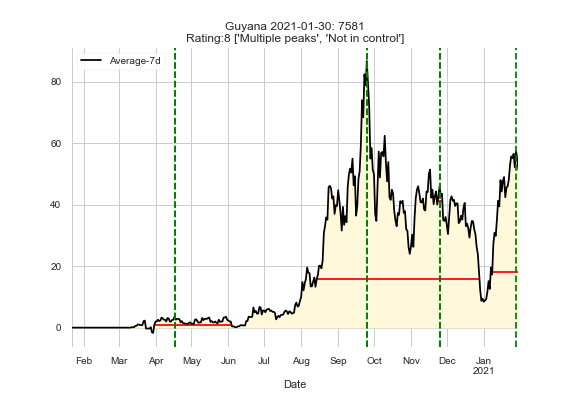 Guyana 2021-01-30: 7581
Rating:8 ['Multiple peaks', 'Not in control']
Average-7d
80
60
40
20
0
Feb Mar Apr May Jun Jul Aug Sep Oct Nov Dec Jan
2021
Date